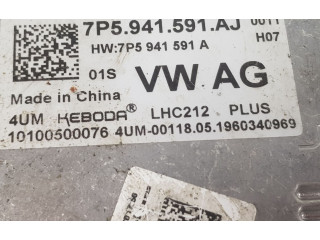 7P5.941.591.AJ 0011
HW:7P5 941 591 A H07
01S VW AG
Made in China
4UM KEBODA® LHC212 PLUS
10100500076 4UM-00118.05.1960340969